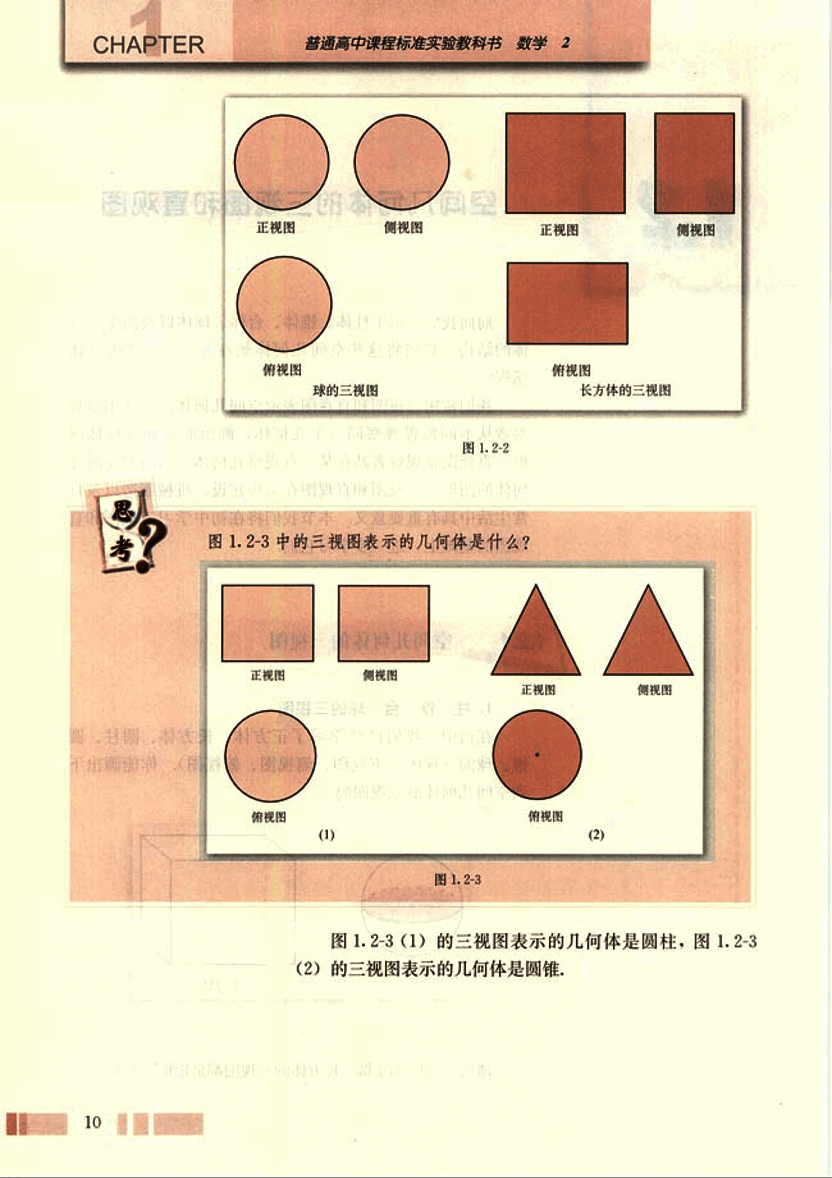 1
CHAPTER
普通高中课程标准实验教科书 数学 2
正视图 侧视图 正视图 侧视图
俯视图 俯视图
球的三视图 长方体的三视图
图 1.2-2
思考?
图 1.2-3 中的三视图表示的几何体是什么?
正视图 侧视图 正视图 侧视图
俯视图 俯视图
(1) (2)
图 1.2-3
图 1.2-3 (1) 的三视图表示的几何体是圆柱，图 1.2-3
(2) 的三视图表示的几何体是圆锥.
10